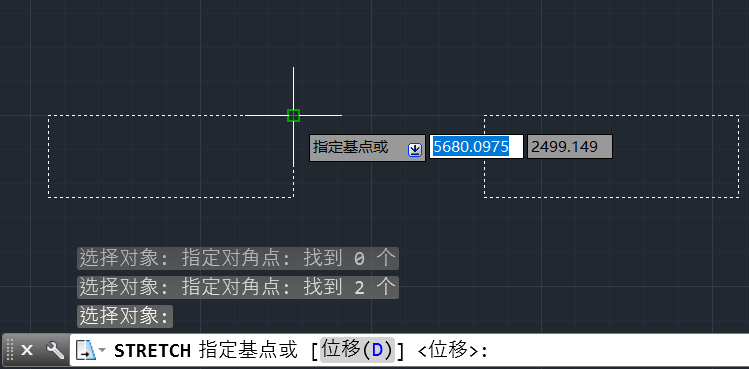 指定基点或 5680.0975 2499.149
选择对象: 指定对角点: 找到 0 个
选择对象: 指定对角点: 找到 2 个
选择对象:
STRETCH 指定基点或 [位移(D)] <位移>: